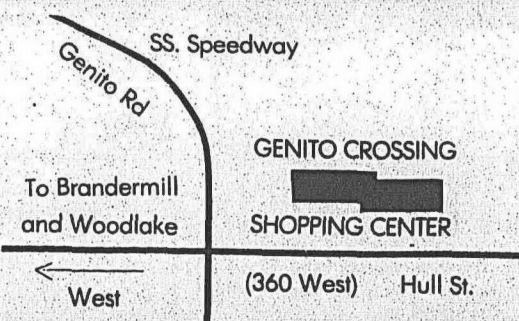 SS. Speedway
Genito Rd
GENITO CROSSING
To Brandermill
and Woodlake
SHOPPING CENTER
West
(360 West) Hull St.